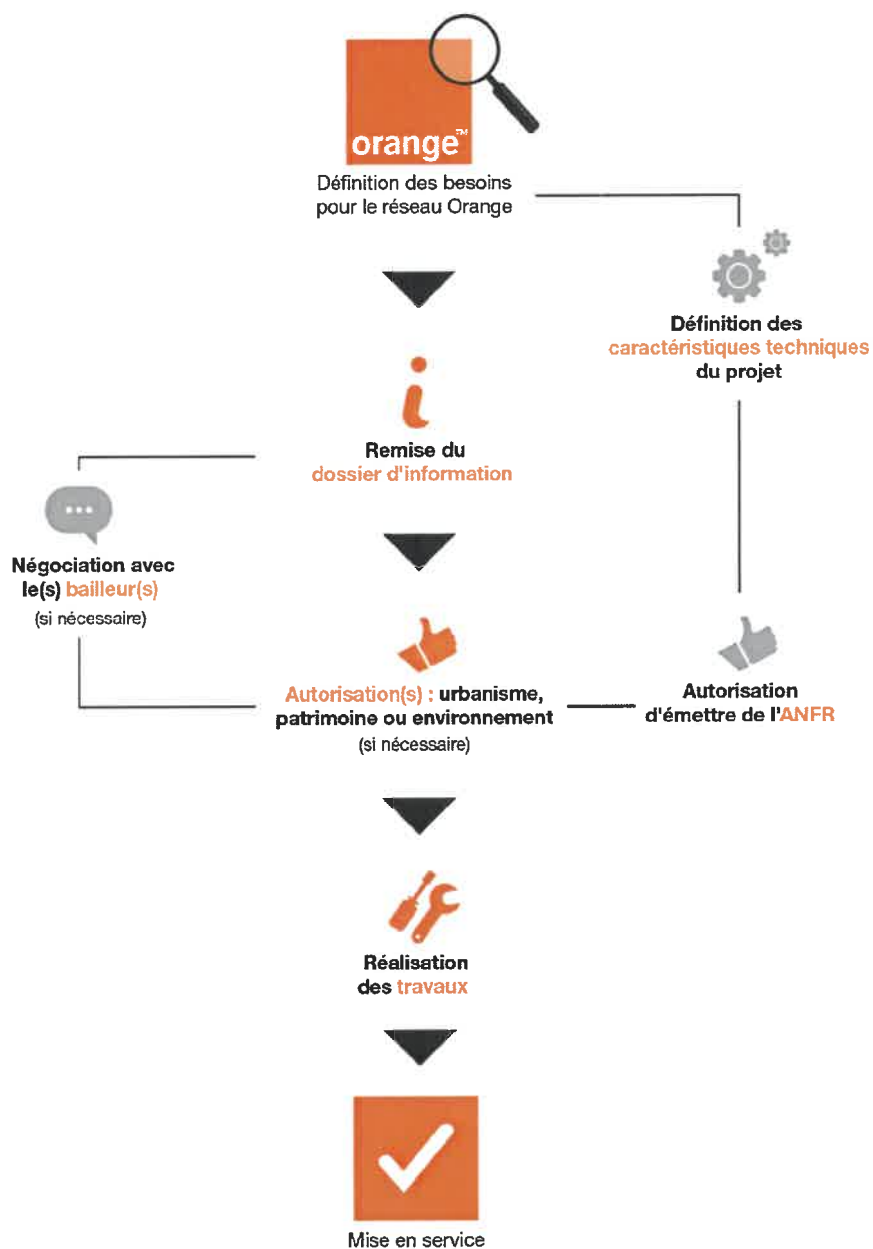 orange™
Définition des besoins
pour le réseau Orange
Définition des
caractéristiques techniques
du projet
Remise du
dossier d'information
Négociation avec
le(s) bailleur(s)
(si nécessaire)
Autorisation(s) : urbanisme,
patrimoine ou environnement
(si nécessaire)
Autorisation
d'émettre de l'ANFR
Réalisation
des travaux
Mise en service